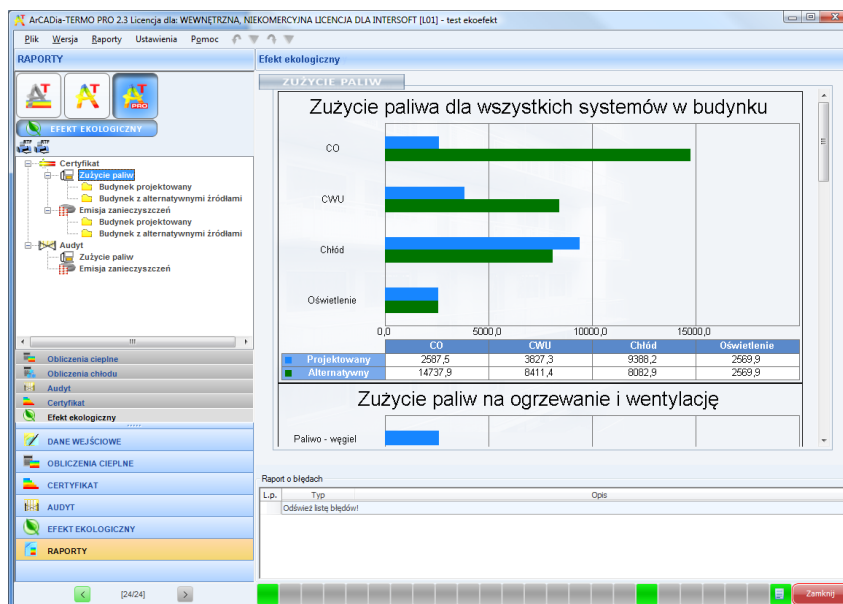 ArCADia-TERMO PRO 2.3 Licencja dla: WEWNĘTRZNA, NIEKOMERCYJNA LICENCJA DLA INTERSOFT [L01] - test ekoefekt
Plik Wersja Raporty Ustawienia Pomoc
RAPORTY
EFEKT EKOLOGICZNY
Certyfikat
Zużycie paliw
Budynek projektowany
Budynek z alternatywnymi źródłami
Emisja zanieczyszczeń
Budynek projektowany
Budynek z alternatywnymi źródłami
Audyt
Zużycie paliw
Emisja zanieczyszczeń
Obliczenia cieplne
Obliczenia chłodu
Audyt
Certyfikat
Efekt ekologiczny
DANE WEJŚCIOWE
OBLICZENIA CIEPLNE
CERTYFIKAT
AUDYT
EFEKT EKOLOGICZNY
RAPORTY
[24/24]
Efekt ekologiczny
ZUŻYCIE PALIW
Zużycie paliwa dla wszystkich systemów w budynku
CO
CWU
Chłód
Oświetlenie
0,0 5000,0 10000,0 15000,0
CO CWU Chłód Oświetlenie
Projektowany 2587,5 3827,3 9388,2 2569,9
Alternatywny 14737,9 8411,4 8082,9 2569,9
Zużycie paliw na ogrzewanie i wentylację
Paliwo - węgiel
Raport o błędach
L.p. Typ Opis
Odśwież listę błędów!
Zamknij